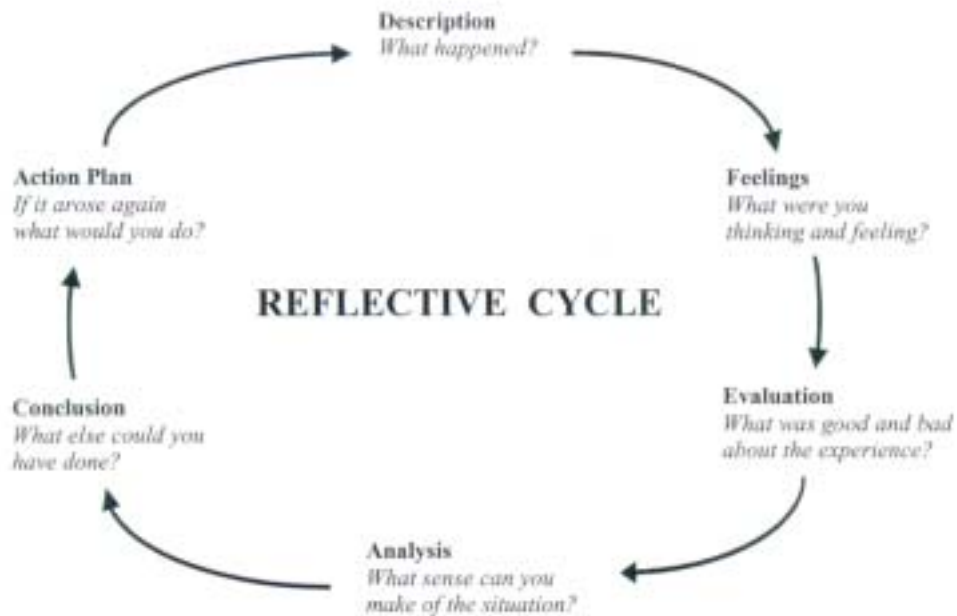 Description
What happened?
Feelings
What were you
thinking and feeling?
Evaluation
What was good and bad
about the experience?
Analysis
What sense can you
make of the situation?
Conclusion
What else could you
have done?
Action Plan
If it arose again
what would you do?
REFLECTIVE CYCLE